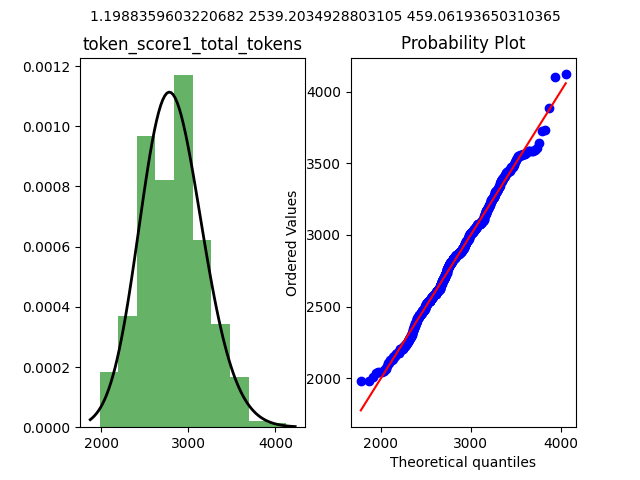 1.1988359603220682 2539.2034928803105 459.06193650310365
token_score1_total_tokens
0.0012
0.0010
0.0008
0.0006
0.0004
0.0002
0.0000
2000 3000 4000
Probability Plot
Ordered Values
4000
3500
3000
2500
2000
2000 3000 4000
Theoretical quantiles